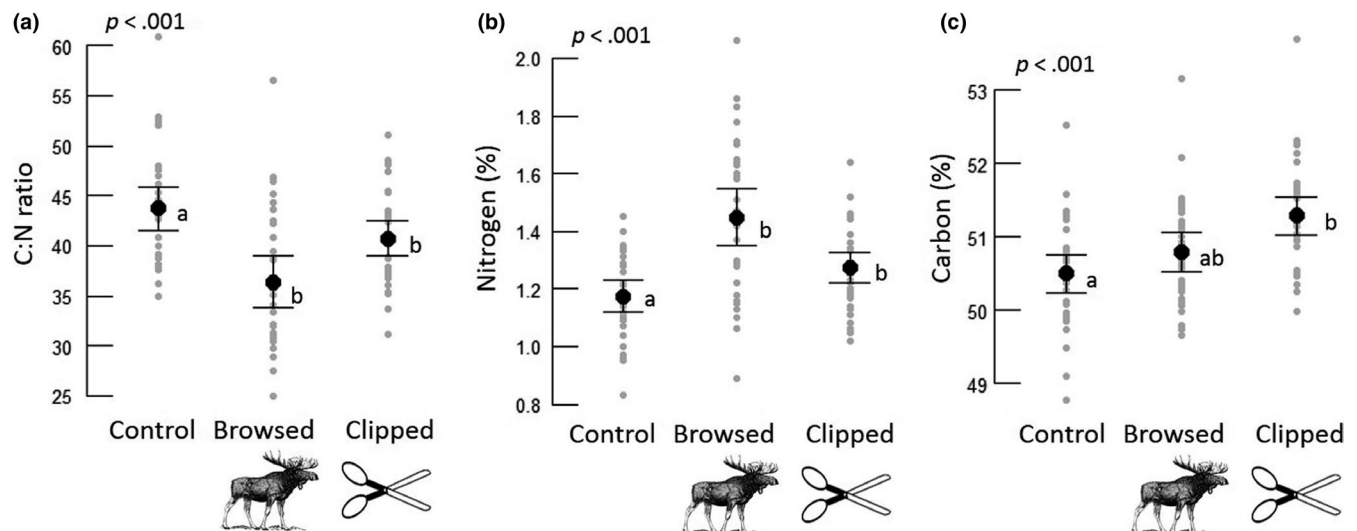 (a)
p < .001
C:N ratio
60
55
50
45
40
35
30
25
a
b
b
Control Browsed Clipped
(b)
p < .001
Nitrogen (%)
2.0
1.8
1.6
1.4
1.2
1.0
0.8
a
b
b
Control Browsed Clipped
(c)
p < .001
Carbon (%)
53
52
51
50
49
a
ab
b
Control Browsed Clipped